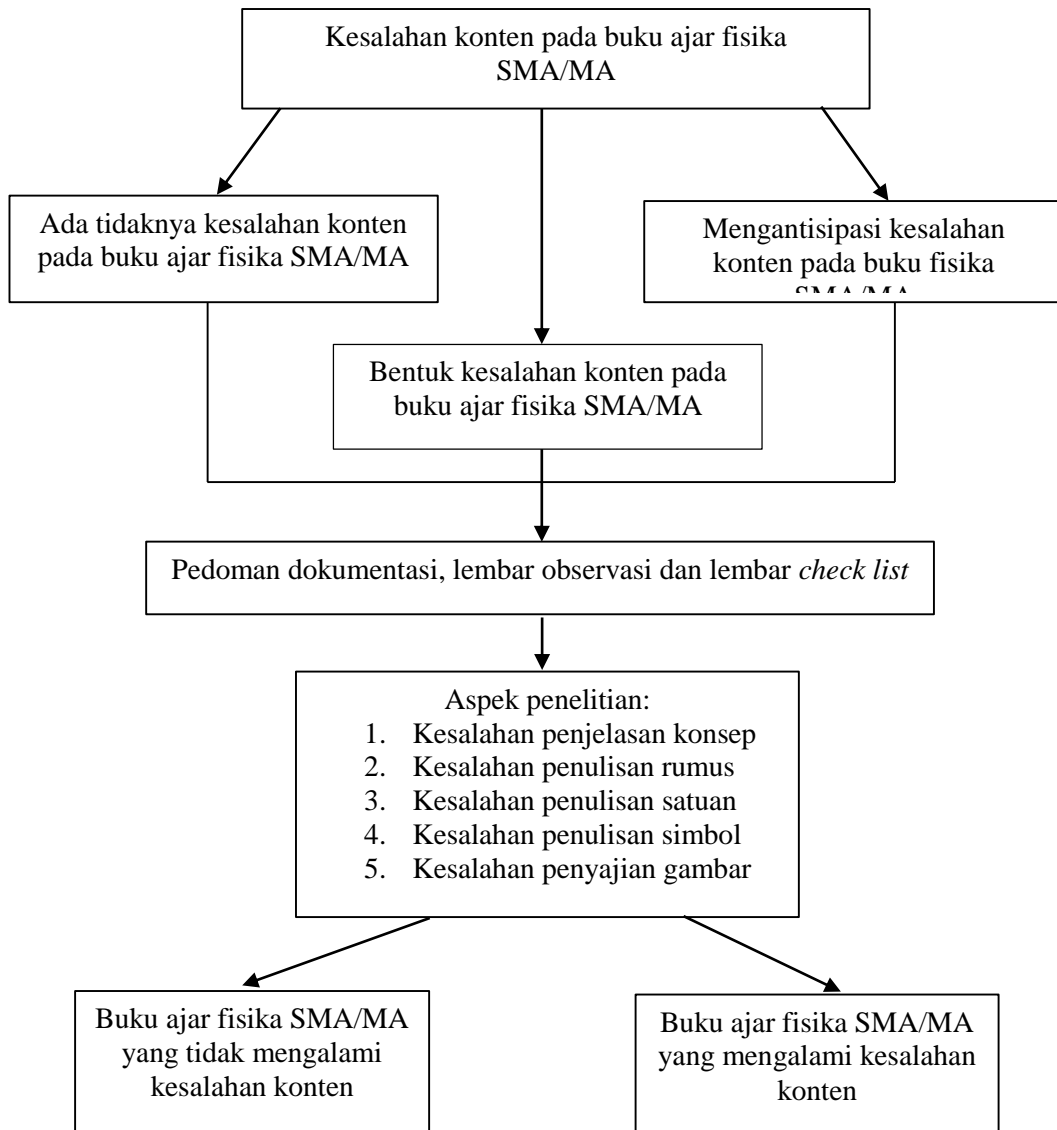 Kesalahan konten pada buku ajar fisika
SMA/MA
Ada tidaknya kesalahan konten
pada buku ajar fisika SMA/MA
Mengantisipasi kesalahan
konten pada buku fisika
SMA/MA
Bentuk kesalahan konten pada
buku ajar fisika SMA/MA
Pedoman dokumentasi, lembar observasi dan lembar check list
Aspek penelitian:
1. Kesalahan penjelasan konsep
2. Kesalahan penulisan rumus
3. Kesalahan penulisan satuan
4. Kesalahan penulisan simbol
5. Kesalahan penyajian gambar
Buku ajar fisika SMA/MA
yang tidak mengalami
kesalahan konten
Buku ajar fisika SMA/MA
yang mengalami kesalahan
konten